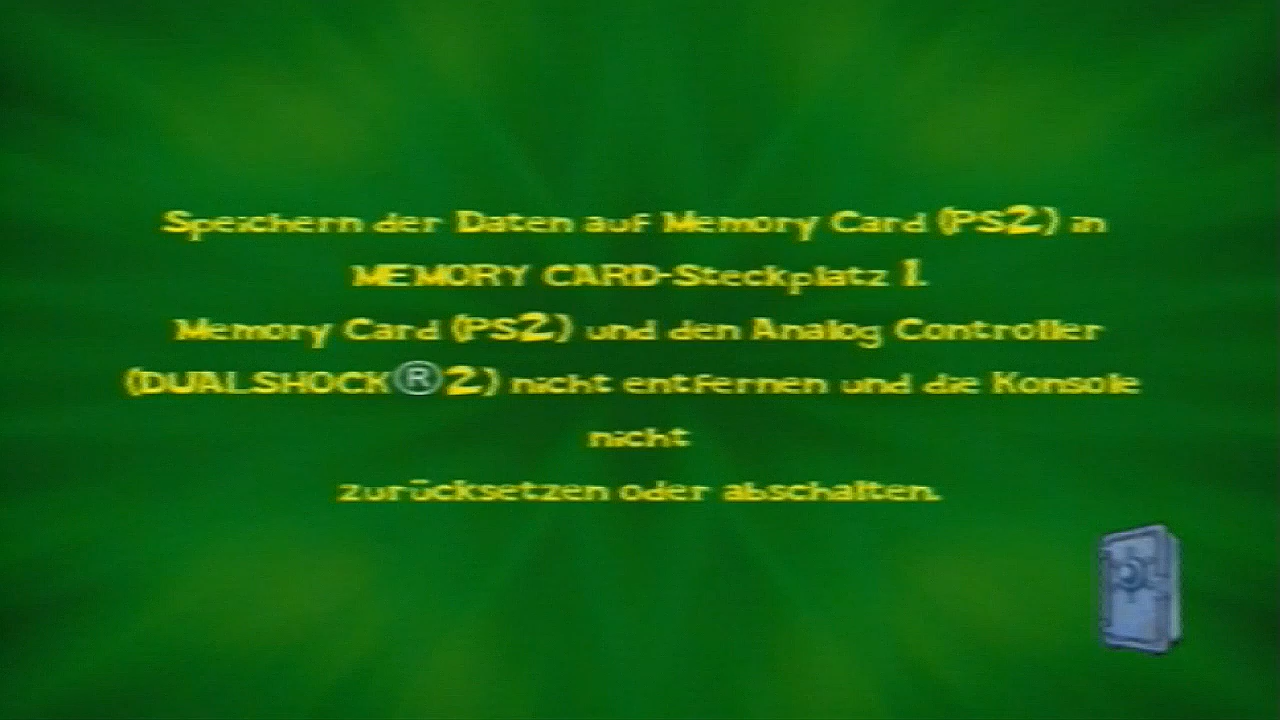 Speichern der Daten auf Memory Card (PS2) in
MEMORY CARD-Steckplatz 1.
Memory Card (PS2) und den Analog Controller
(DUALSHOCK®2) nicht entfernen und die Konsole
nicht
zurücksetzen oder abschalten.